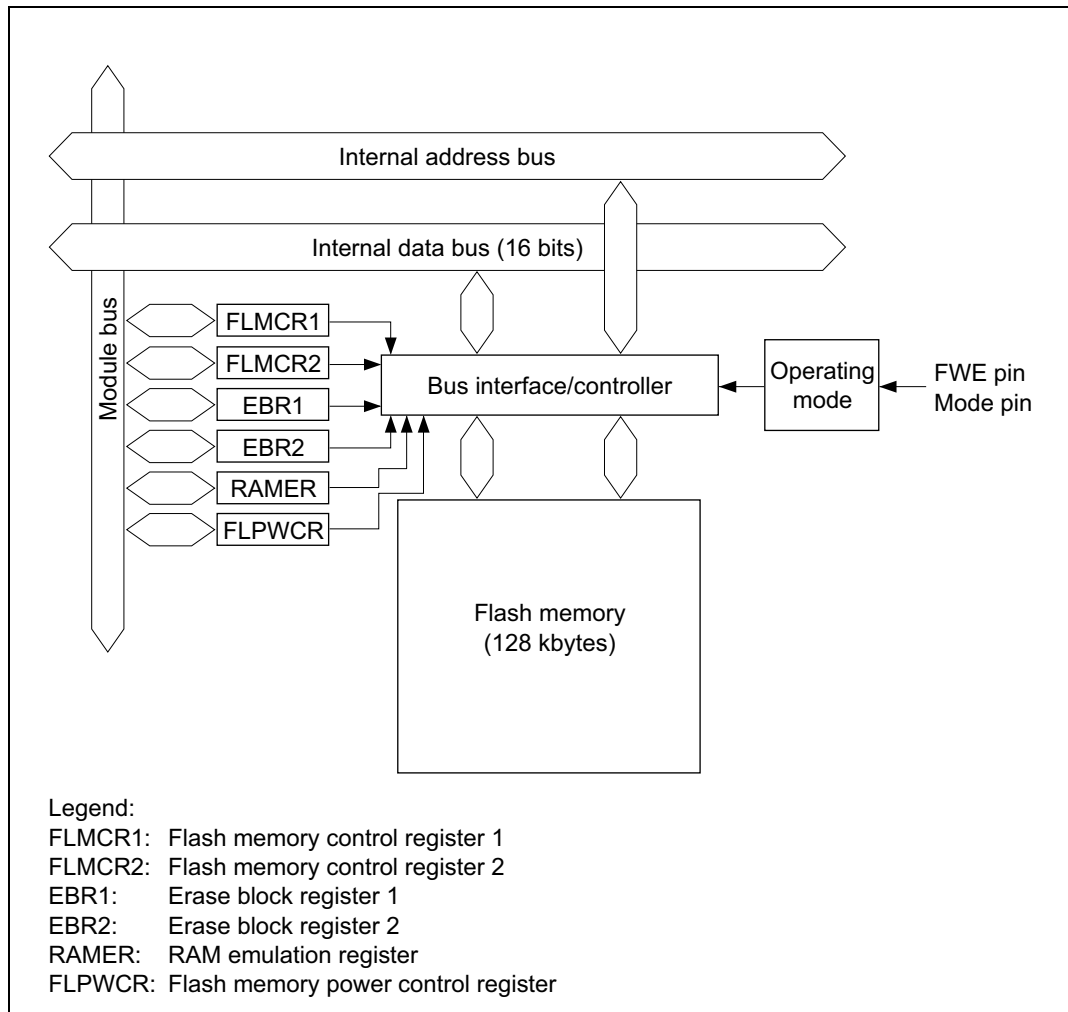 Internal address bus
Internal data bus (16 bits)
Module bus
FLMCR1
FLMCR2
EBR1
EBR2
RAMER
FLPWCR
Bus interface/controller
Operating
mode
FWE pin
Mode pin
Flash memory
(128 kbytes)
Legend:
FLMCR1: Flash memory control register 1
FLMCR2: Flash memory control register 2
EBR1: Erase block register 1
EBR2: Erase block register 2
RAMER: RAM emulation register
FLPWCR: Flash memory power control register